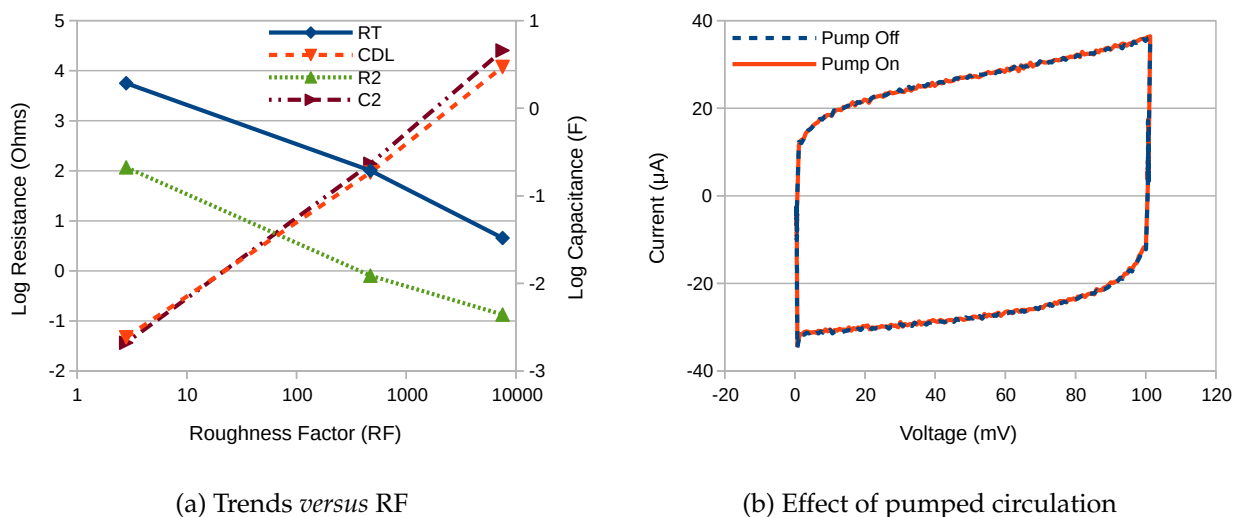 5
4
3
2
1
0
-1
-2
1
0
-1
-2
-3
1
10
100
1000
10000
RT
CDL
R2
C2
Log Resistance (Ohms)
Log Capacitance (F)
Roughness Factor (RF)
(a) Trends versus RF
40
20
0
-20
-40
-20
0
20
40
60
80
100
120
Pump Off
Pump On
Current (µA)
Voltage (mV)
(b) Effect of pumped circulation